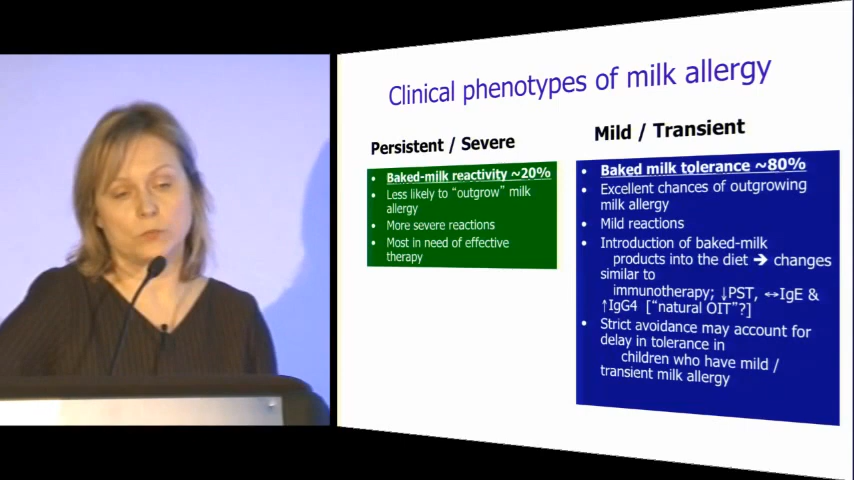 Clinical phenotypes of milk allergy
Persistent / Severe
• Baked-milk reactivity ~20%
• Less likely to “outgrow” milk
allergy
• More severe reactions
• Most in need of effective
therapy
Mild / Transient
• Baked milk tolerance ~80%
• Excellent chances of outgrowing
milk allergy
• Mild reactions
• Introduction of baked-milk
products into the diet → changes
similar to
immunotherapy; ↓PST, ↔IgE &
↑IgG4 [“natural OIT”?]
• Strict avoidance may account for
delay in tolerance in
children who have mild /
transient milk allergy